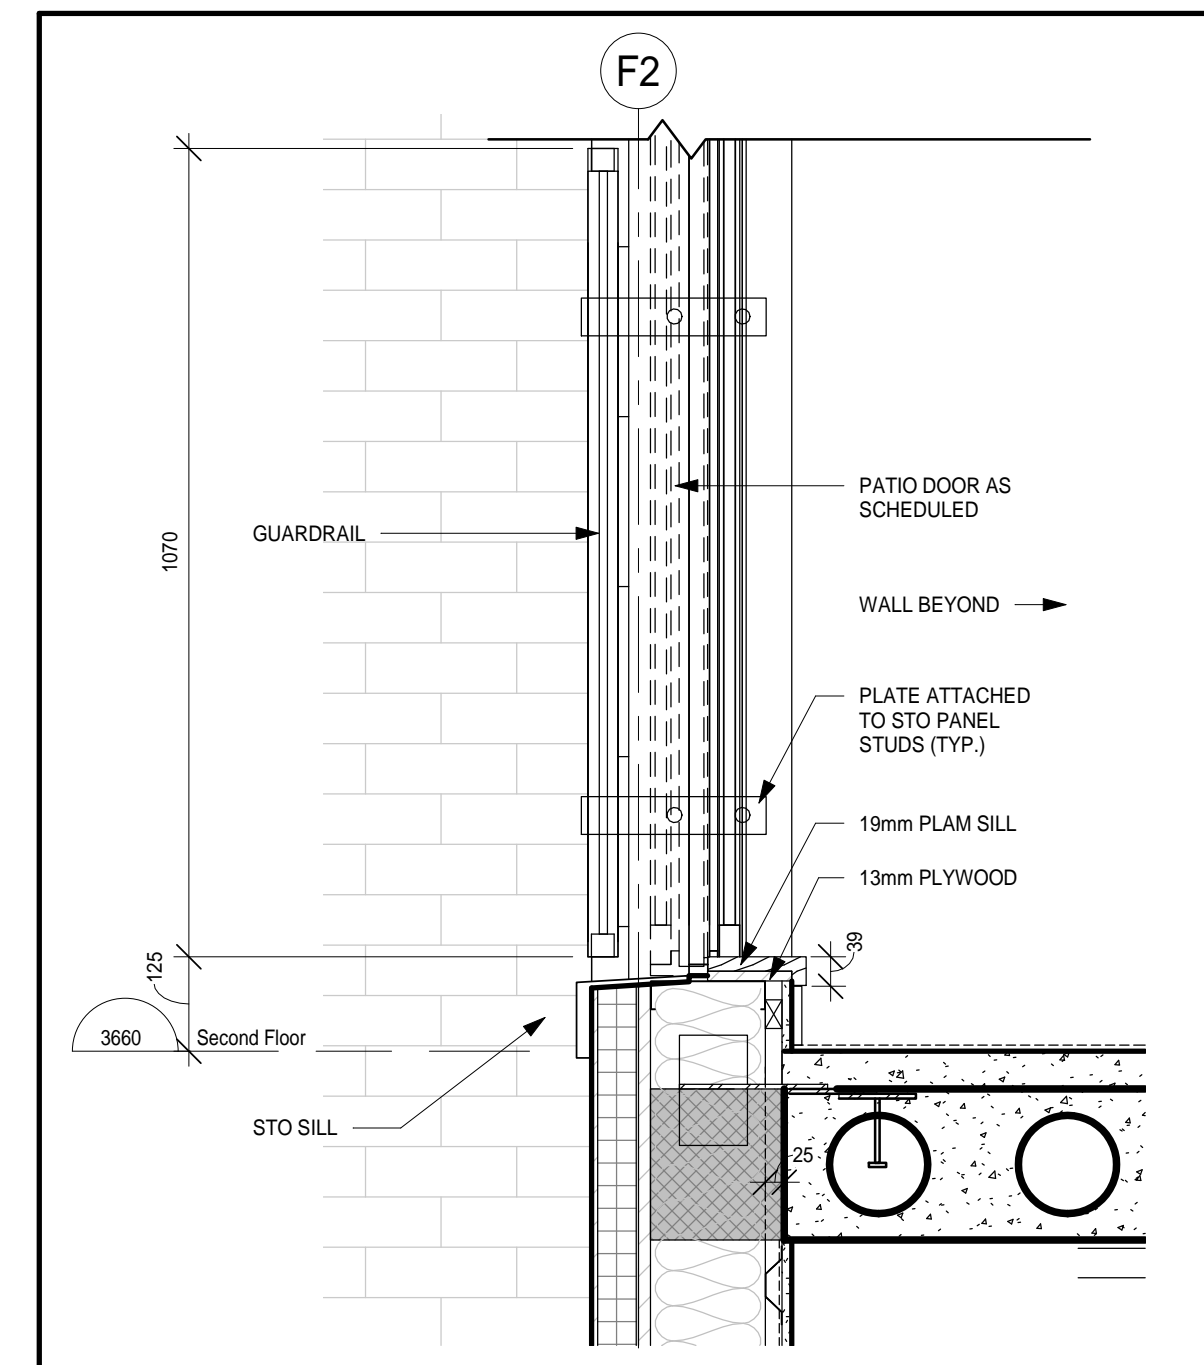 F2
1070
GUARDRAIL
PATIO DOOR AS
SCHEDULED
WALL BEYOND
PLATE ATTACHED
TO STO PANEL
STUDS (TYP.)
19mm PLAM SILL
13mm PLYWOOD
39
125
3660
Second Floor
STO SILL
25